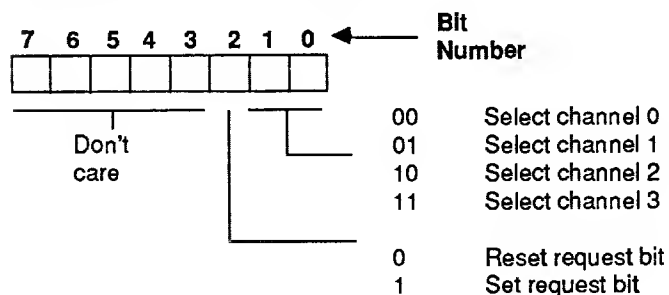 7 6 5 4 3 2 1 0
Bit
Number
Don't
care
00 Select channel 0
01 Select channel 1
10 Select channel 2
11 Select channel 3
0 Reset request bit
1 Set request bit